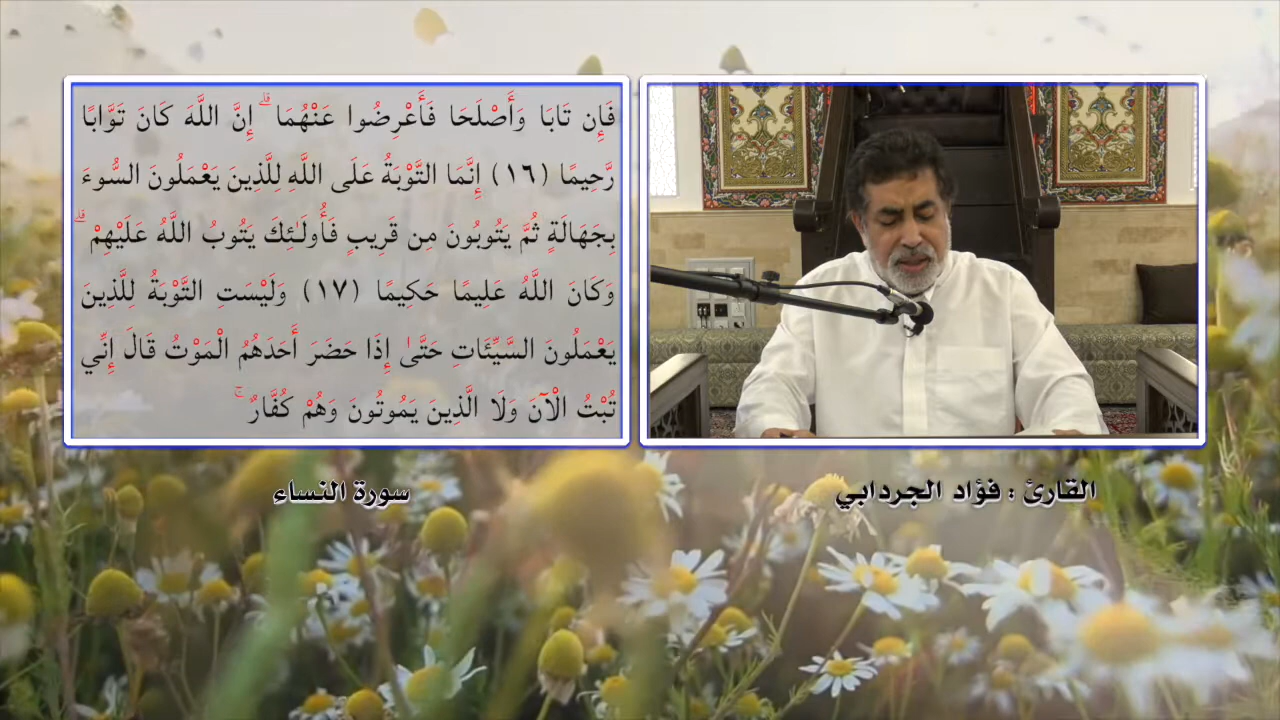 فَإِن تَابَا وَأَصْلَحَا فَأَعْرِضُوا عَنْهُمَا ۗ إِنَّ اللَّهَ كَانَ تَوَّابًا
رَّحِيمًا (١٦) إِنَّمَا التَّوْبَةُ عَلَى اللَّهِ لِلَّذِينَ يَعْمَلُونَ السُّوءَ
بِجَهَالَةٍ ثُمَّ يَتُوبُونَ مِن قَرِيبٍ فَأُولَـٰئِكَ يَتُوبُ اللَّهُ عَلَيْهِمْ ۗ
وَكَانَ اللَّهُ عَلِيمًا حَكِيمًا (١٧) وَلَيْسَتِ التَّوْبَةُ لِلَّذِينَ
يَعْمَلُونَ السَّيِّئَاتِ حَتَّىٰ إِذَا حَضَرَ أَحَدَهُمُ الْمَوْتُ قَالَ إِنِّي
تُبْتُ الْآنَ وَلَا الَّذِينَ يَمُوتُونَ وَهُمْ كُفَّارٌ ۚ
القارئ : فؤاد الجردابي
سورة النساء